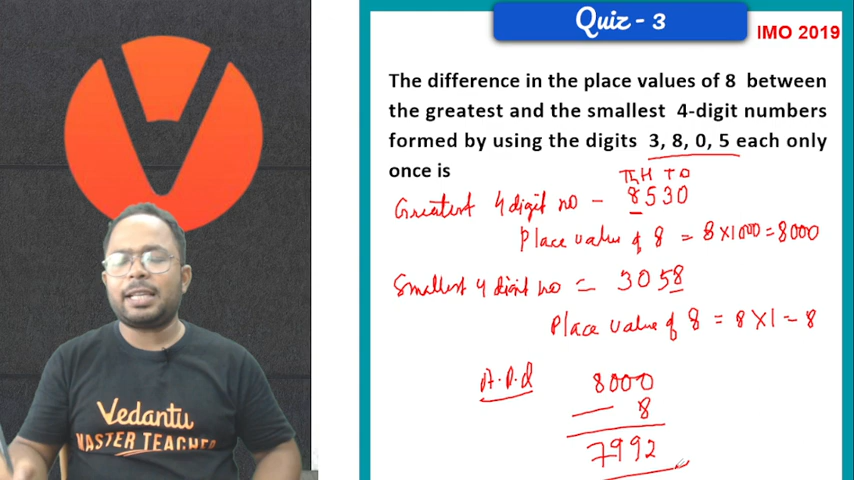 Quiz - 3
IMO 2019
The difference in the place values of 8 between
the greatest and the smallest 4-digit numbers
formed by using the digits 3, 8, 0, 5 each only
once is
Th H T O
Greatest 4 digit no - 8530
Place value of 8 = 8 x 1000 = 8000
Smallest 4 digit no = 3058
Place value of 8 = 8 x 1 = 8
A.P.Q
8000
- 8
7992
Vedantu
MASTER TEACHER